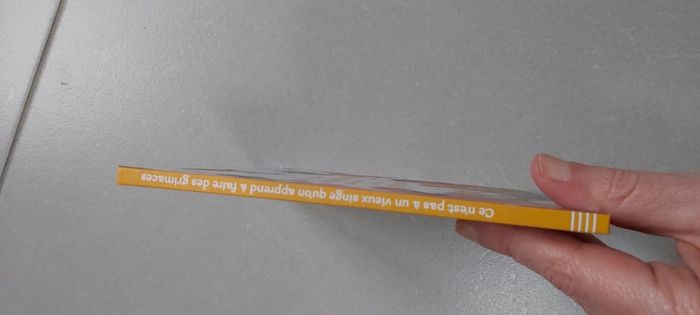 Ce n'est pas à un vieux singe qu'on apprend à faire des grimaces